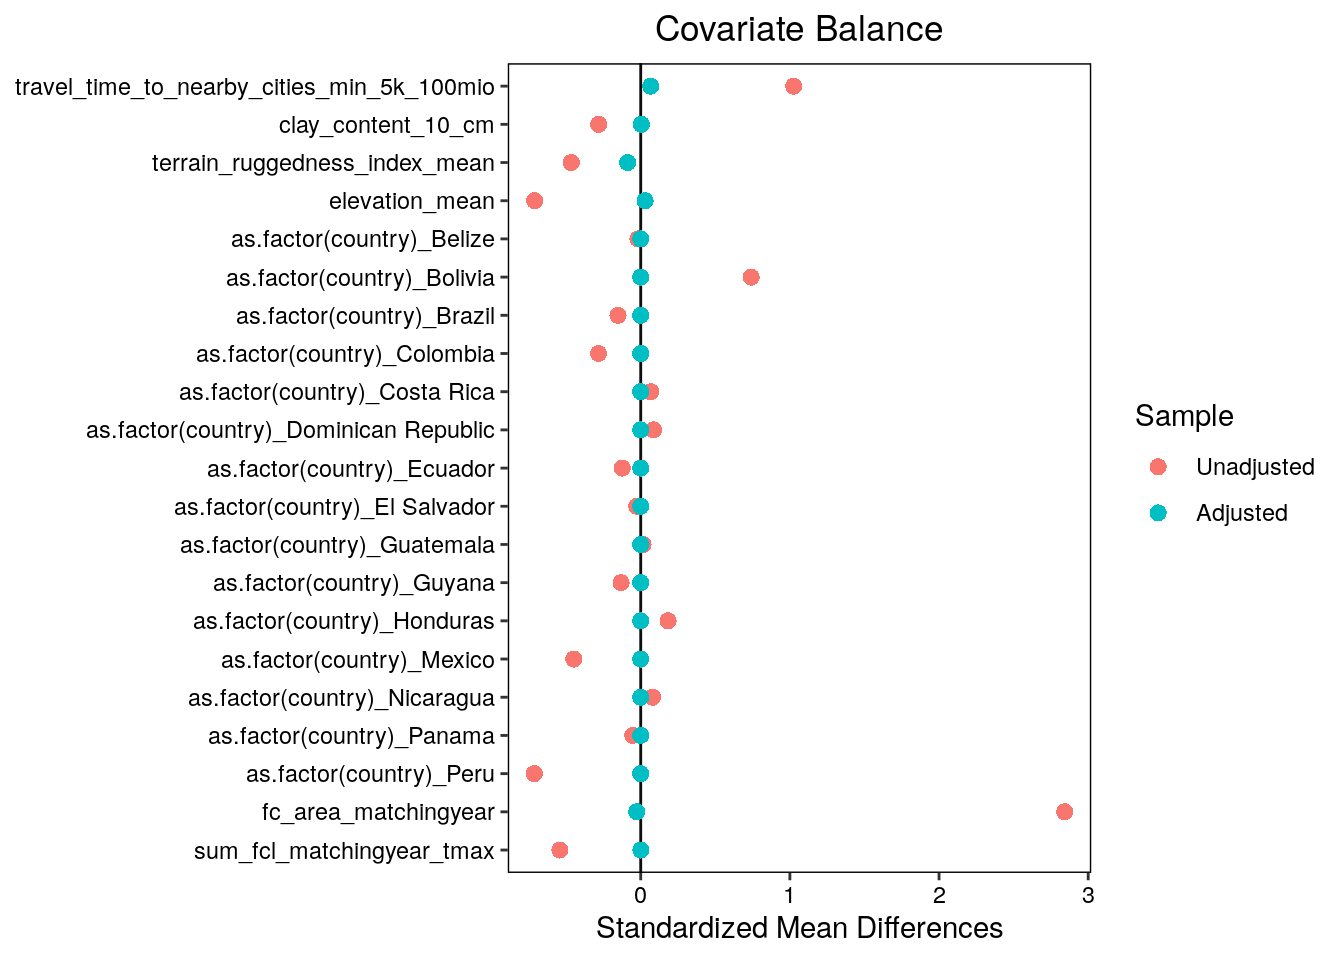 Covariate Balance
travel_time_to_nearby_cities_min_5k_100mio
clay_content_10_cm
terrain_ruggedness_index_mean
elevation_mean
as.factor(country)_Belize
as.factor(country)_Bolivia
as.factor(country)_Brazil
as.factor(country)_Colombia
as.factor(country)_Costa Rica
as.factor(country)_Dominican Republic
as.factor(country)_Ecuador
as.factor(country)_El Salvador
as.factor(country)_Guatemala
as.factor(country)_Guyana
as.factor(country)_Honduras
as.factor(country)_Mexico
as.factor(country)_Nicaragua
as.factor(country)_Panama
as.factor(country)_Peru
fc_area_matchingyear
sum_fcl_matchingyear_tmax
0 1 2 3
Standardized Mean Differences
Sample
Unadjusted
Adjusted